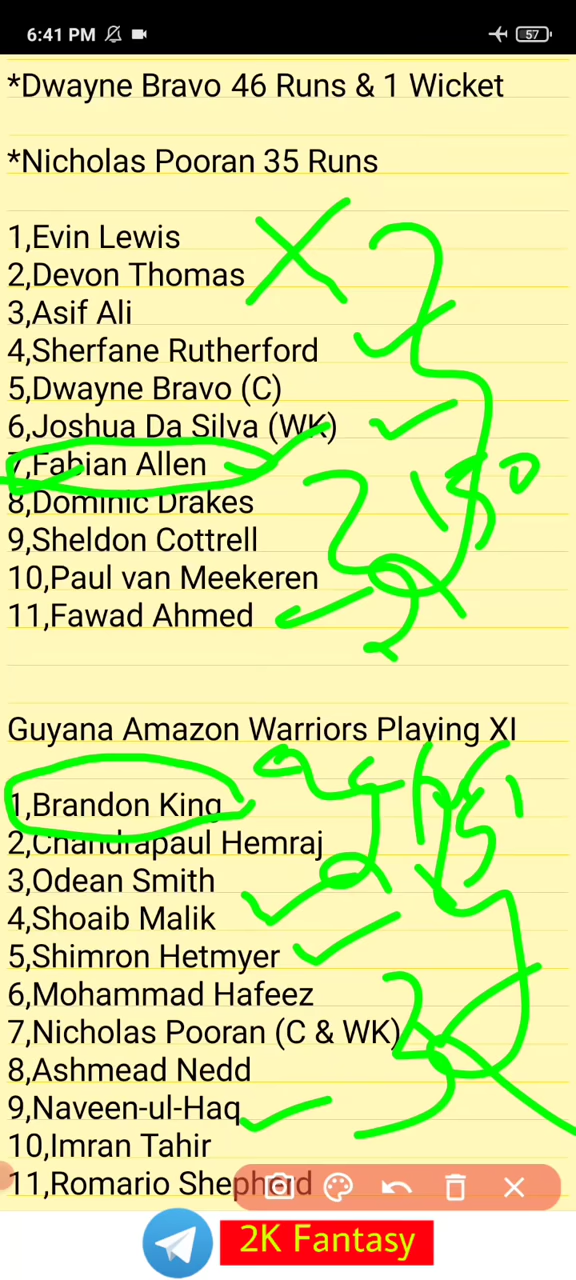 6:41 PM
57
*Dwayne Bravo 46 Runs & 1 Wicket
*Nicholas Pooran 35 Runs
1,Evin Lewis
2,Devon Thomas
3,Asif Ali
4,Sherfane Rutherford
5,Dwayne Bravo (C)
6,Joshua Da Silva (WK)
7,Fabian Allen
8,Dominic Drakes
9,Sheldon Cottrell
10,Paul van Meekeren
11,Fawad Ahmed
Guyana Amazon Warriors Playing XI
1,Brandon King
2,Chandrapaul Hemraj
3,Odean Smith
4,Shoaib Malik
5,Shimron Hetmyer
6,Mohammad Hafeez
7,Nicholas Pooran (C & WK)
8,Ashmead Nedd
9,Naveen-ul-Haq
10,Imran Tahir
11,Romario Shepherd
2K Fantasy